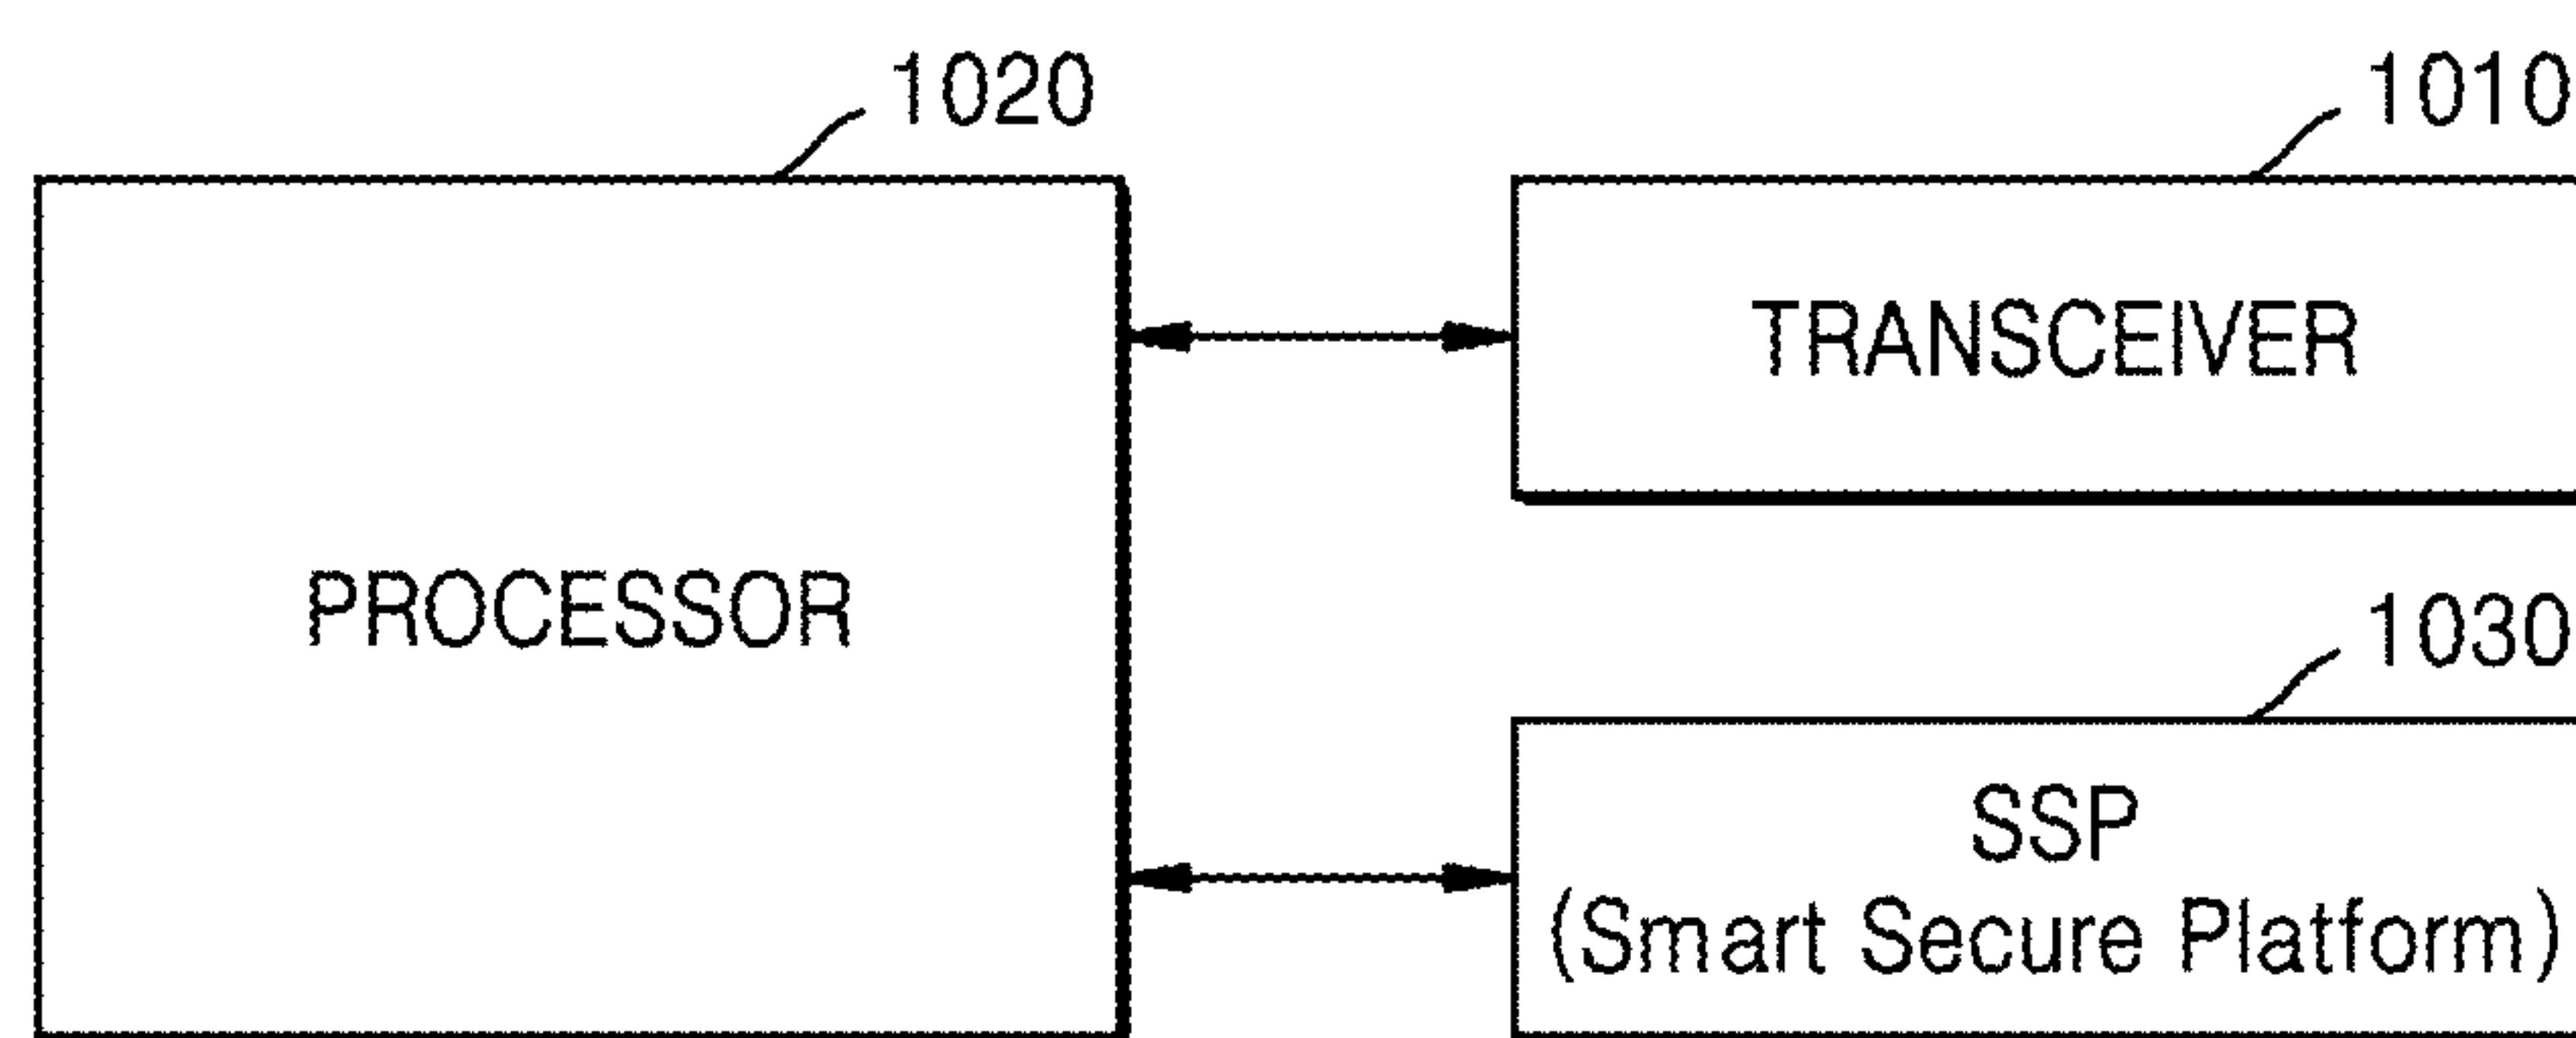 1020
1010
PROCESSOR
TRANSCEIVER
1030
SSP
(Smart Secure Platform)